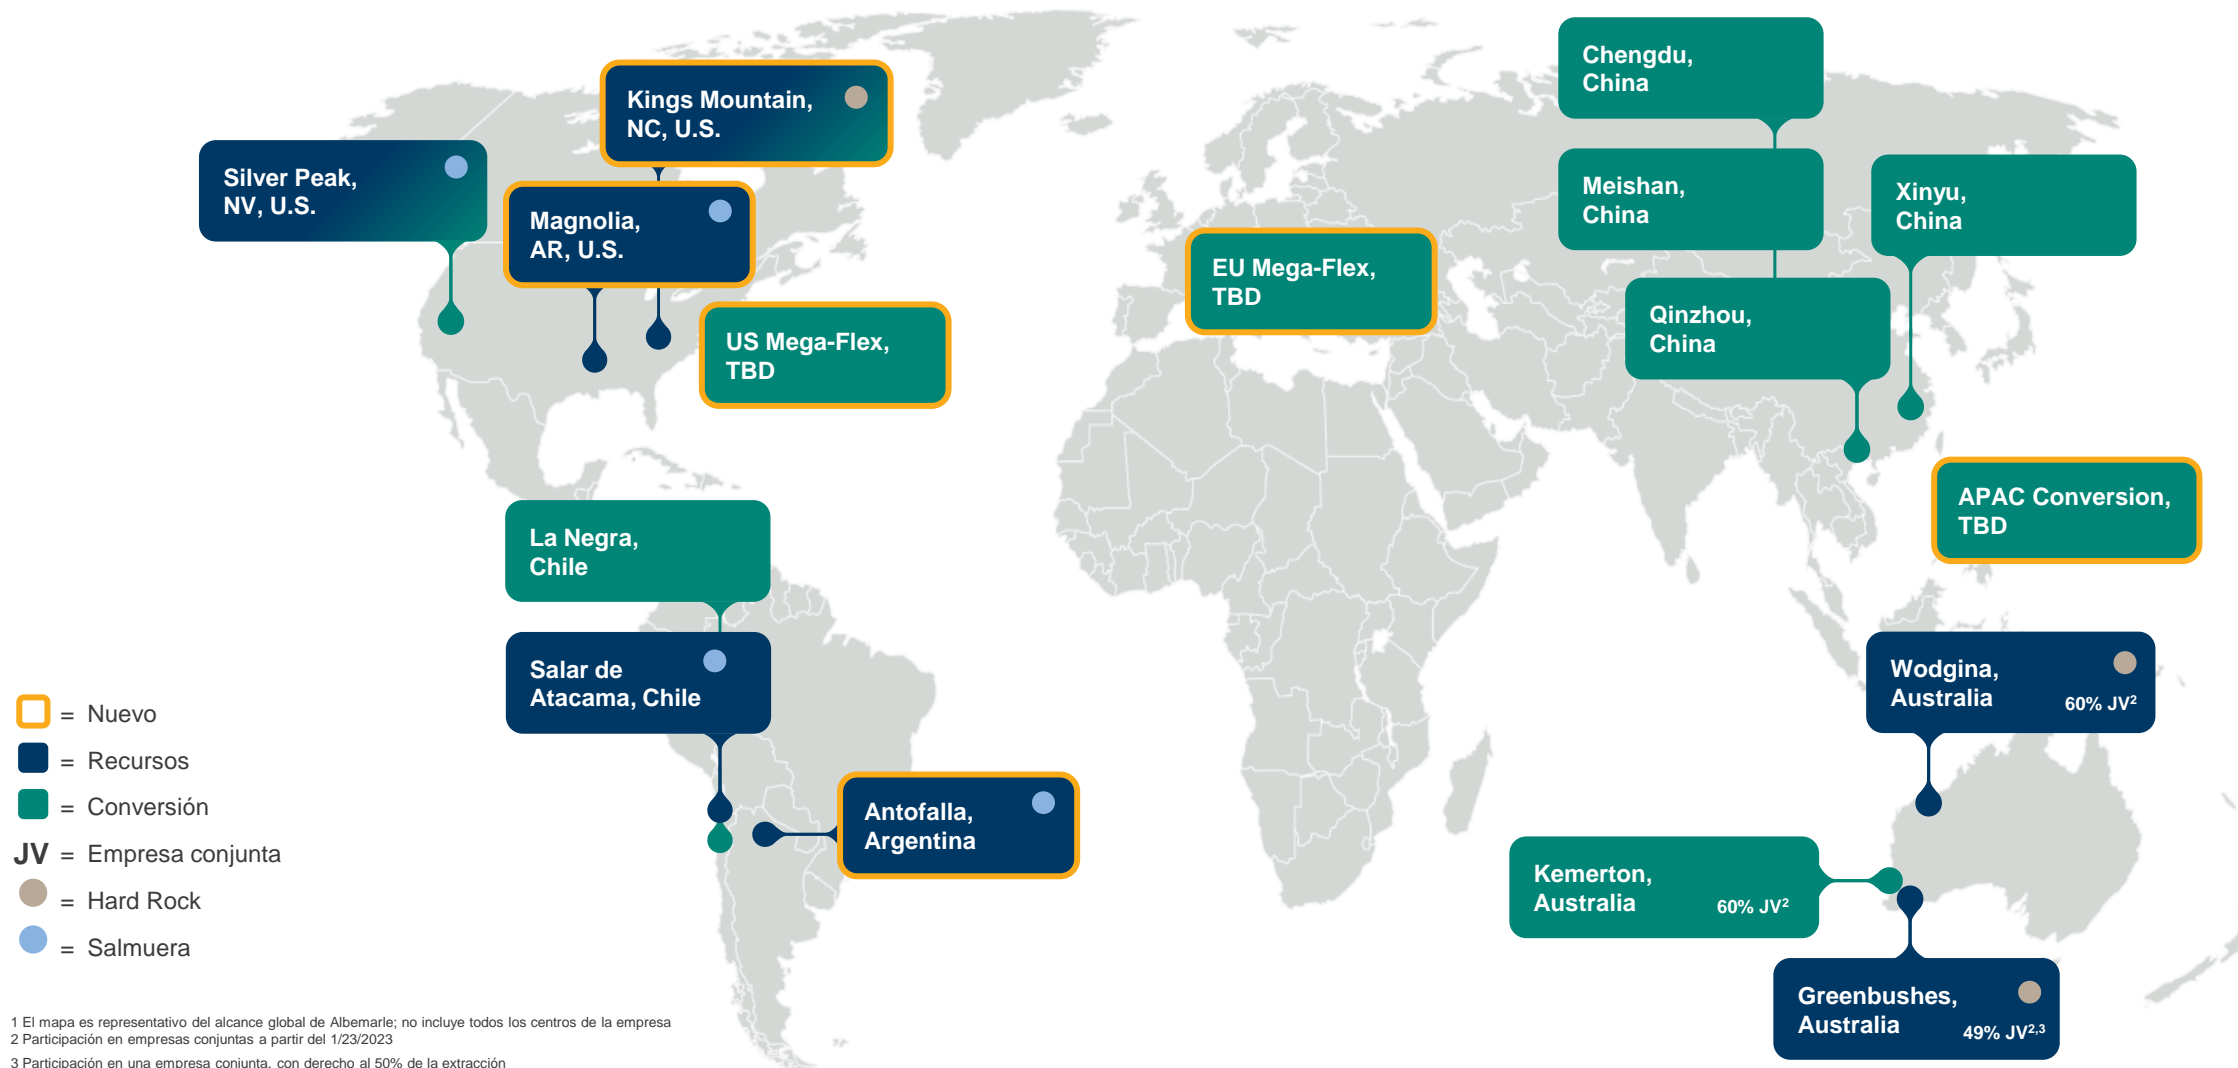 Kings Mountain,
NC, U.S.
Silver Peak,
NV, U.S.
Magnolia,
AR, U.S.
US Mega-Flex,
TBD
EU Mega-Flex,
TBD
Chengdu,
China
Meishan,
China
Xinyu,
China
Qinzhou,
China
APAC Conversion,
TBD
La Negra,
Chile
Salar de
Atacama, Chile
Antofalla,
Argentina
Wodgina,
Australia
60% JV²
Kemerton,
Australia
60% JV²
Greenbushes,
Australia
49% JV²,³
= Nuevo
= Recursos
= Conversión
JV = Empresa conjunta
= Hard Rock
= Salmuera
1 El mapa es representativo del alcance global de Albemarle; no incluye todos los centros de la empresa
2 Participación en empresas conjuntas a partir del 1/23/2023
3 Participación en una empresa conjunta, con derecho al 50% de la extracción